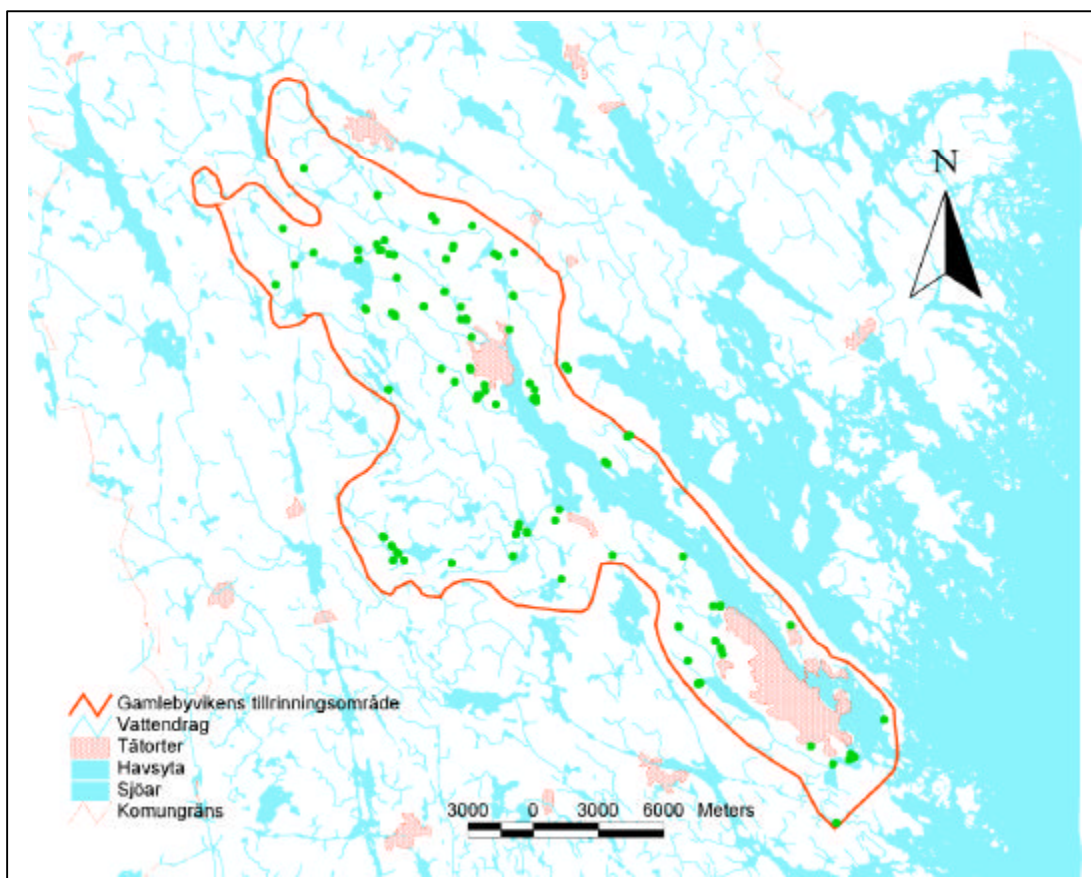 N
Gamlebyvikens tillrinningsområde
Vattendrag
Tätorter
Havsyta
Sjöar
Komungräns
3000 0 3000 6000 Meters